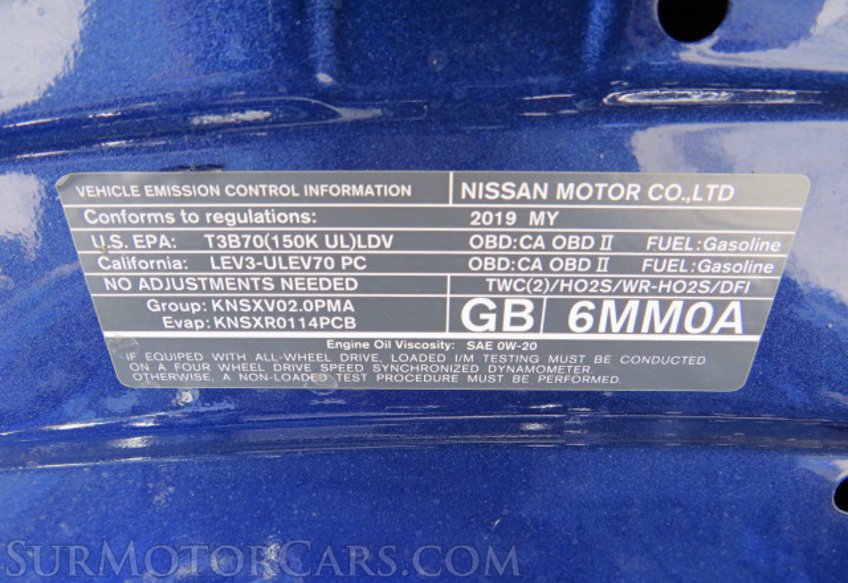 VEHICLE EMISSION CONTROL INFORMATION NISSAN MOTOR CO.,LTD
Conforms to regulations: 2019 MY
U.S. EPA: T3B70(150K UL)LDV OBD:CA OBD II FUEL:Gasoline
California: LEV3-ULEV70 PC OBD:CA OBD II FUEL:Gasoline
NO ADJUSTMENTS NEEDED TWC(2)/HO2S/WR-HO2S/DFI
Group: KNSXV02.0PMA
Evap: KNSXR0114PCB
GB 6MM0A
Engine Oil Viscosity: SAE 0W-20
IF EQUIPED WITH ALL-WHEEL DRIVE, LOADED I/M TESTING MUST BE CONDUCTED
ON A FOUR WHEEL DRIVE SPEED SYNCHRONIZED DYNAMOMETER.
OTHERWISE, A NON-LOADED TEST PROCEDURE MUST BE PERFORMED.
SurMotorCars.com